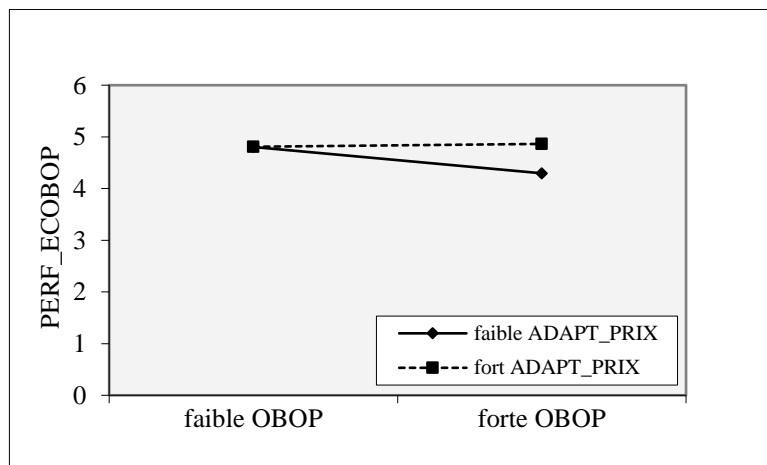 6
5
4
3
2
1
0
PERF_ECOBOP
faible ADAPT_PRIX
fort ADAPT_PRIX
faible OBOP
forte OBOP